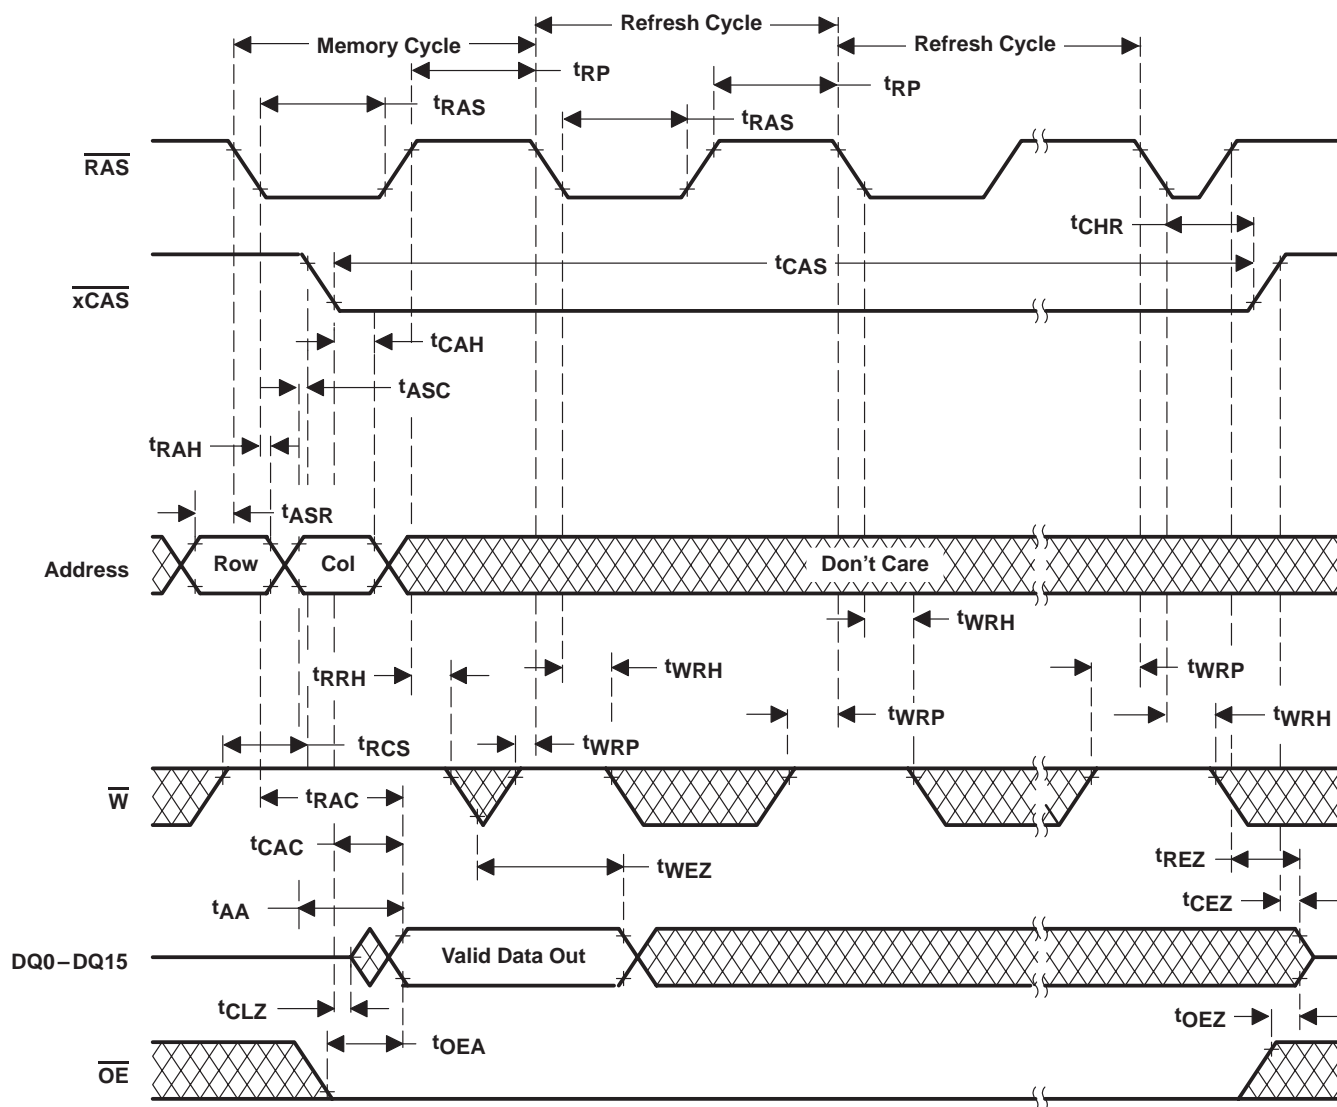 Refresh Cycle
Memory Cycle
Refresh Cycle
tRP
tRP
tRAS
tRAS
RAS
tCHR
tCAS
xCAS
tCAH
tASC
tRAH
tASR
Address
Row
Col
Don't Care
tWRH
tRRH
tWRH
tWRP
tWRP
tWRH
tRCS
tWRP
W
tRAC
tCAC
tWEZ
tREZ
tAA
tCEZ
DQ0–DQ15
Valid Data Out
tCLZ
tOEZ
tOEA
OE